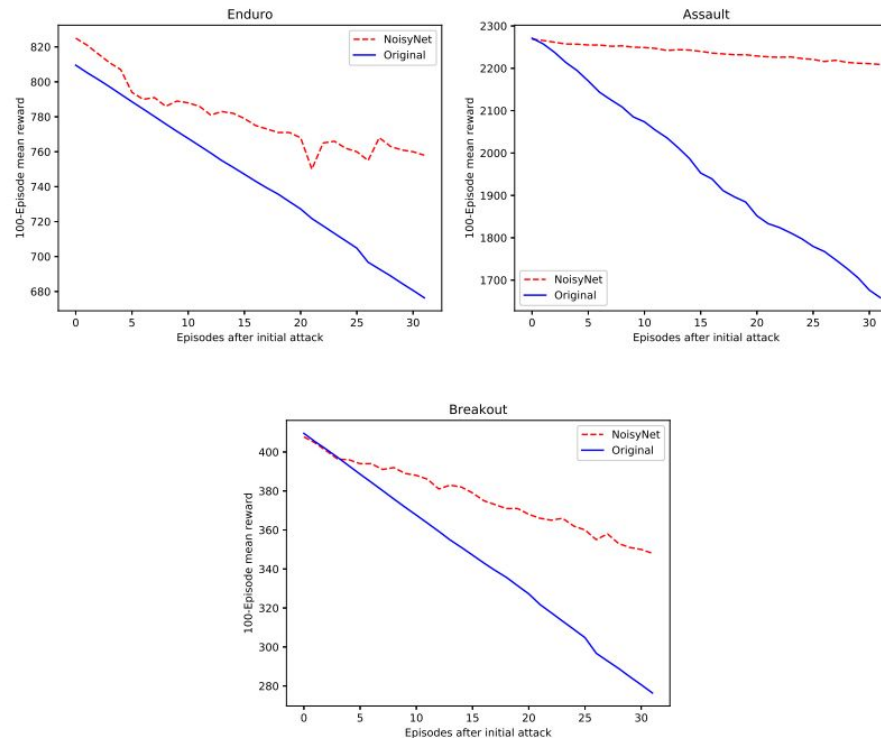 Enduro
820
800
780
760
740
720
700
680
0 5 10 15 20 25 30
100-Episode mean reward
Episodes after initial attack
NoisyNet
Original
Assault
2300
2200
2100
2000
1900
1800
1700
0 5 10 15 20 25 30
100-Episode mean reward
Episodes after initial attack
NoisyNet
Original
Breakout
400
380
360
340
320
300
280
0 5 10 15 20 25 30
100-Episode mean reward
Episodes after initial attack
NoisyNet
Original